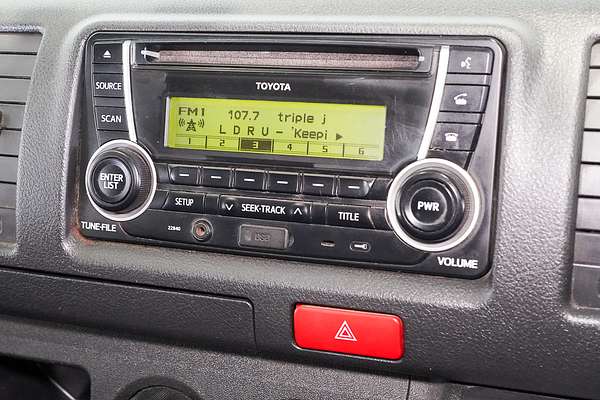 TOYOTA
SOURCE
SCAN
FM1 107.7 triple j
LDRU - 'Keepi
1 2 3 4 5 6
ENTER
LIST
PWR
SETUP
SEEK-TRACK
TITLE
TUNE-FILE
22840
USB
VOLUME